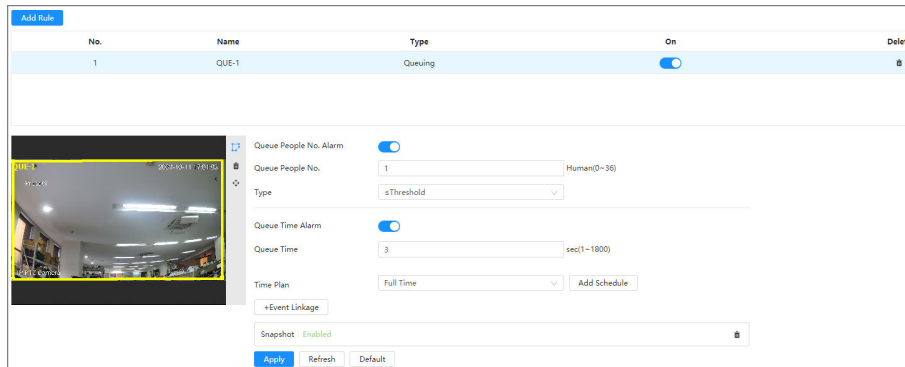 Add Rule
No. Name Type On Dele
1 QUE-1 Queuing
QUE-1
Queue People No. Alarm
Queue People No. 1 Human(0~36)
Type ≤Threshold
Queue Time Alarm
Queue Time 3 sec(1~1800)
Time Plan Full Time Add Schedule
+Event Linkage
Snapshot Enabled
Apply Refresh Default